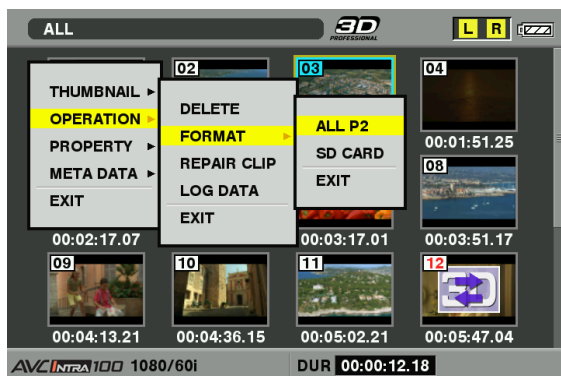 ALL
3D
PROFESSIONAL
L R
02
03
04
THUMBNAIL
OPERATION
PROPERTY
META DATA
EXIT
DELETE
FORMAT
REPAIR CLIP
LOG DATA
EXIT
ALL P2
SD CARD
EXIT
00:01:51.25
08
00:02:17.07
00:03:17.01
00:03:51.17
09
10
11
12
3D
00:04:13.21
00:04:36.15
00:05:02.21
00:05:47.04
AVC INTRA 100 1080/60i
DUR 00:00:12.18